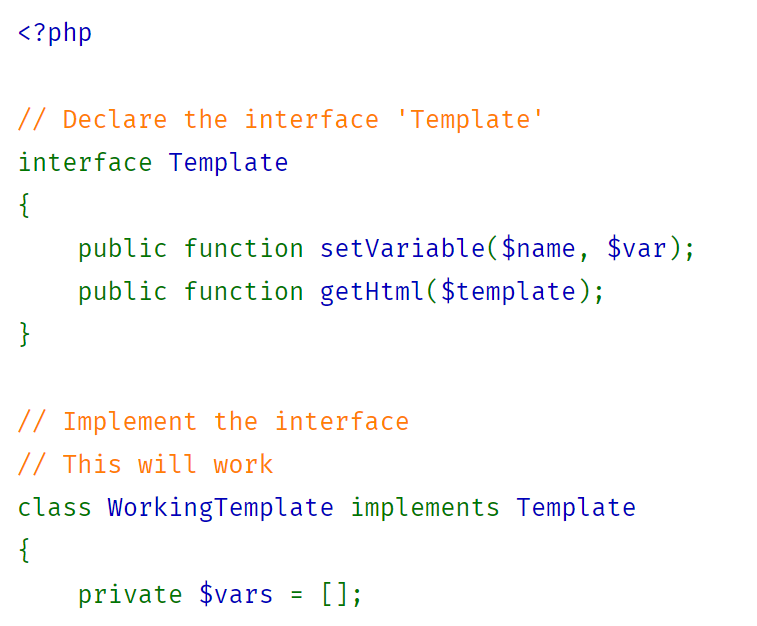 <?php

// Declare the interface 'Template'
interface Template
{
    public function setVariable($name, $var);
    public function getHtml($template);
}

// Implement the interface
// This will work
class WorkingTemplate implements Template
{
    private $vars = [];